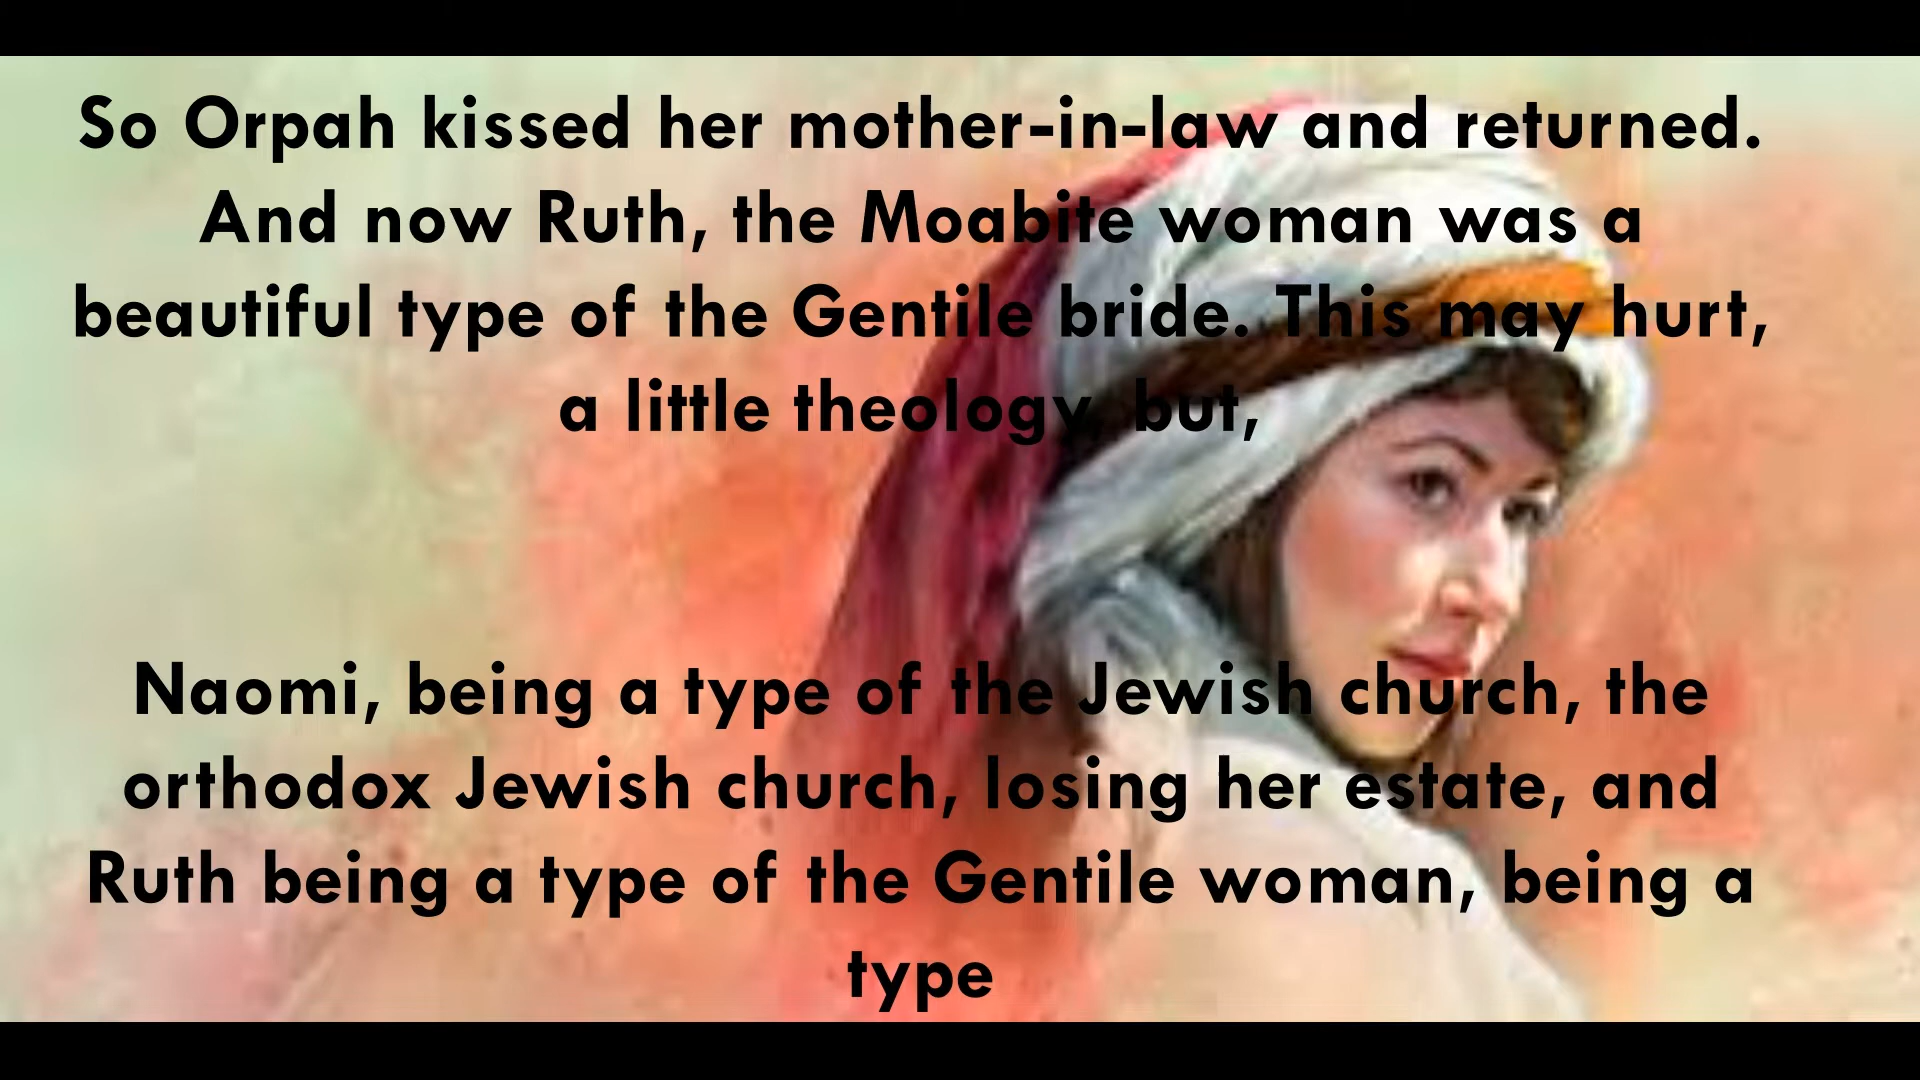 So Orpah kissed her mother-in-law and returned.
And now Ruth, the Moabite woman was a
beautiful type of the Gentile bride. This may hurt,
a little theology, but,
Naomi, being a type of the Jewish church, the
orthodox Jewish church, losing her estate, and
Ruth being a type of the Gentile woman, being a
type